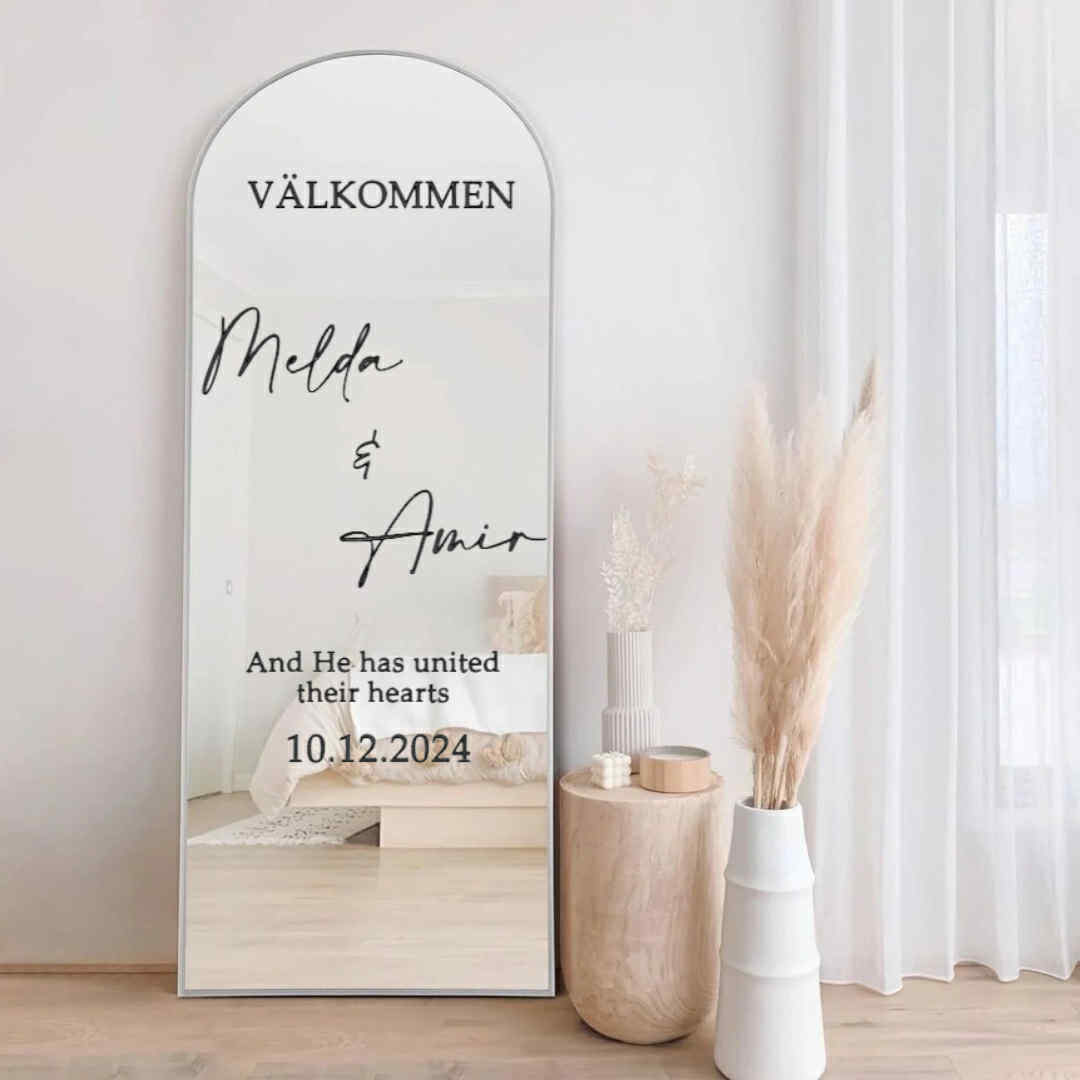 VÄLKOMMEN
Melda
&
Amir
And He has united
their hearts
10.12.2024